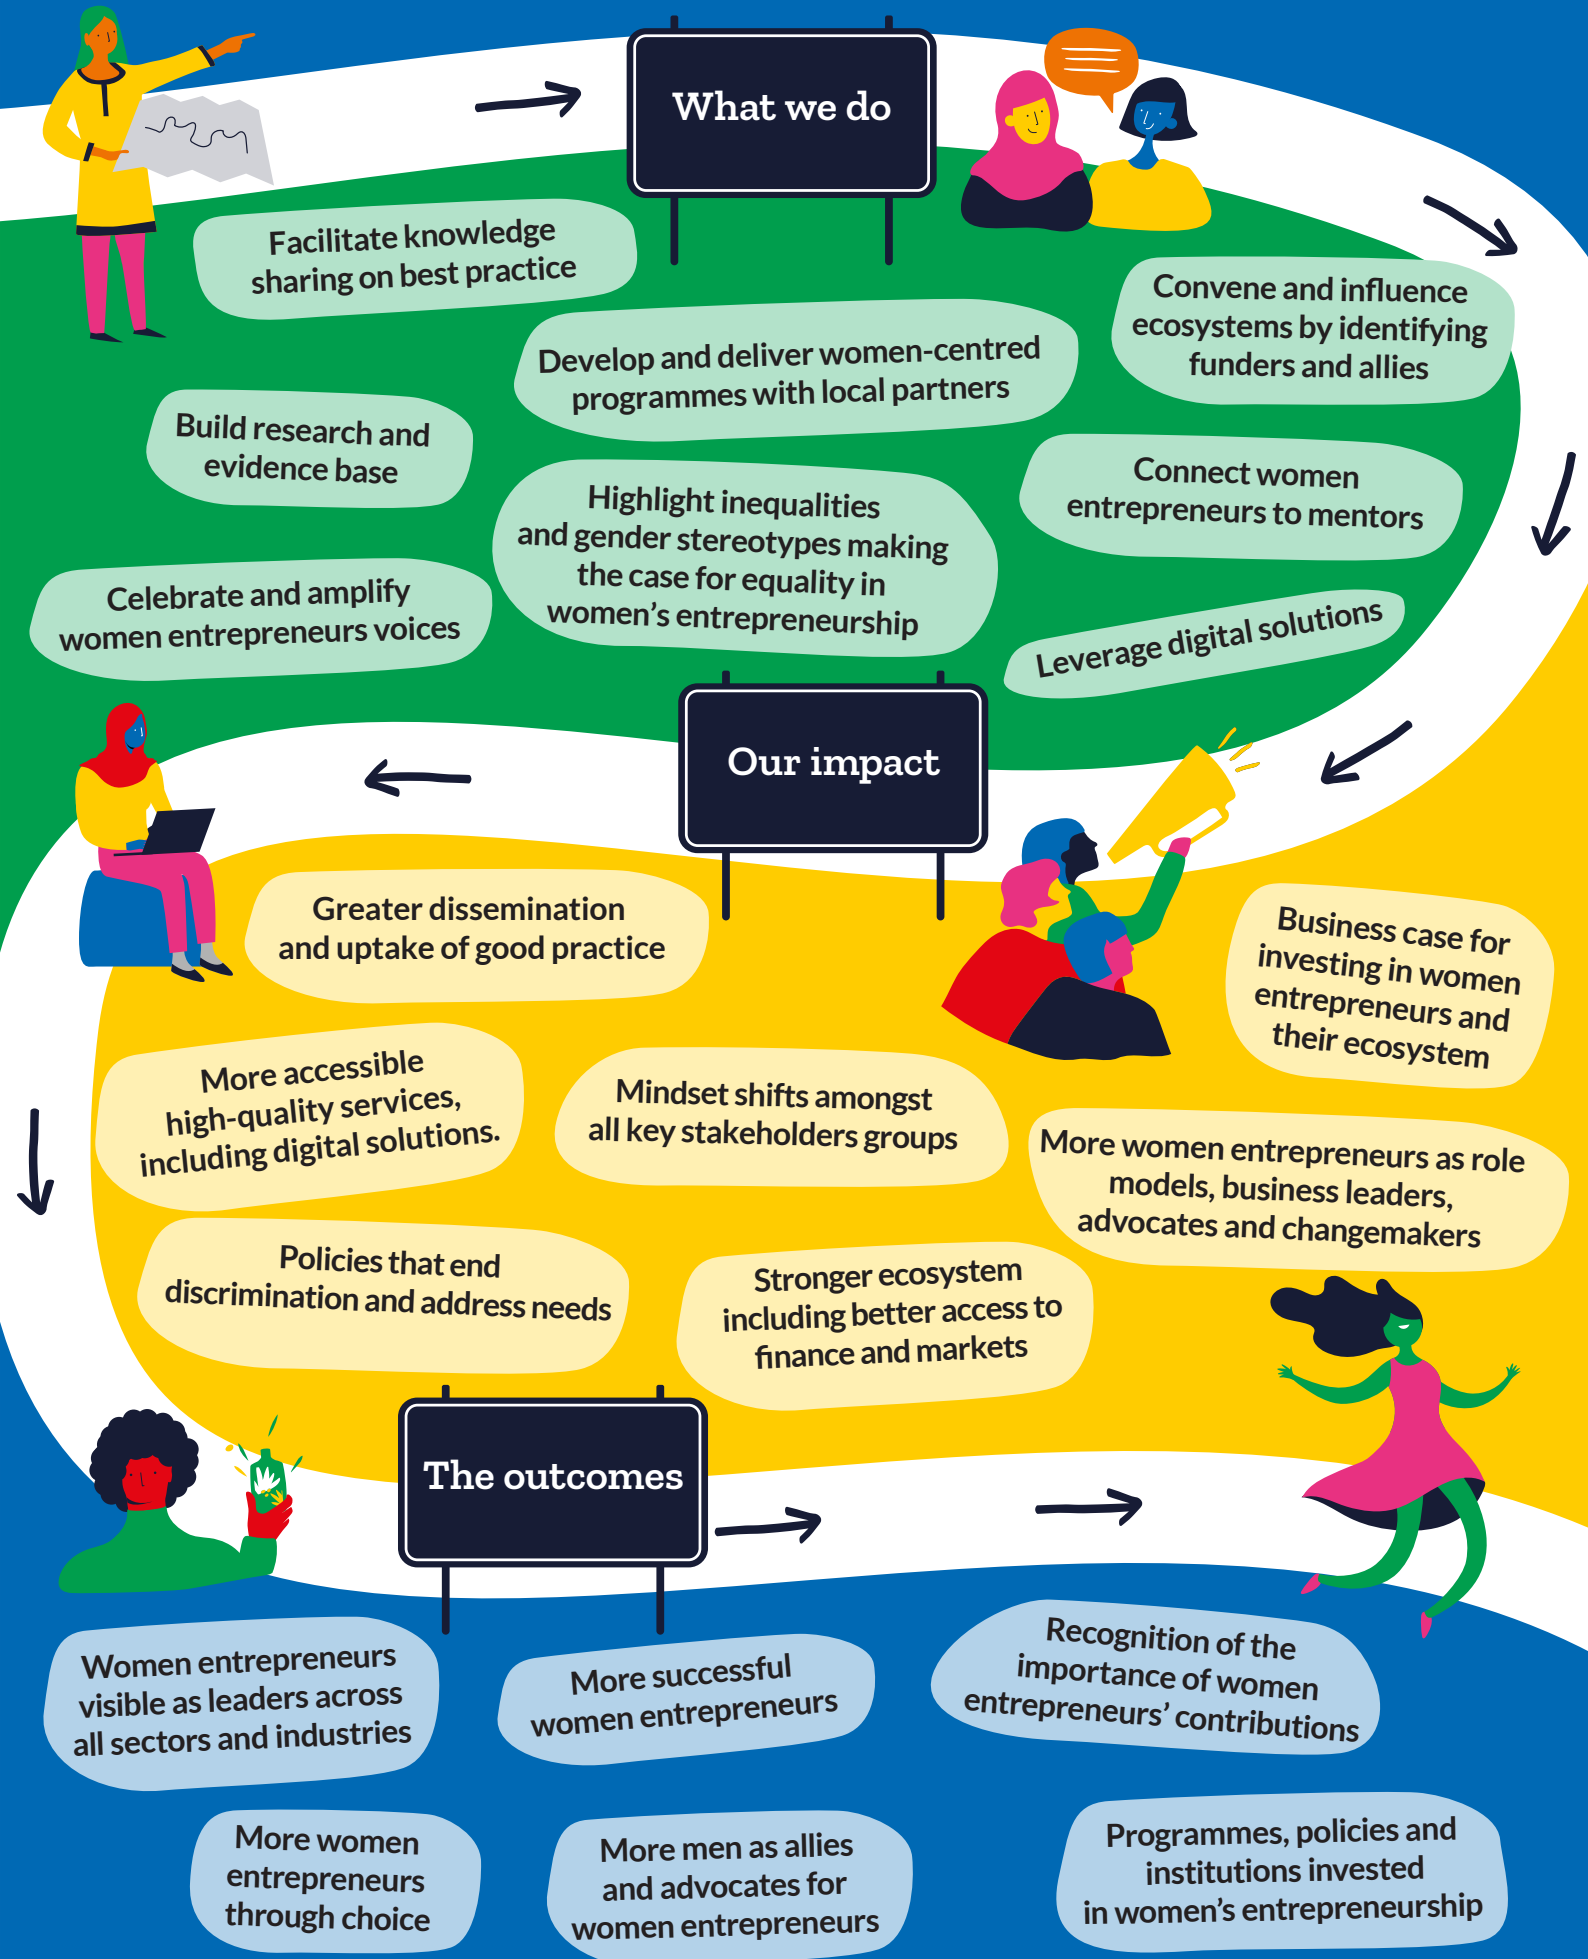 What we do
Facilitate knowledge
sharing on best practice
Develop and deliver women-centred
programmes with local partners
Convene and influence
ecosystems by identifying
funders and allies
Build research and
evidence base
Highlight inequalities
and gender stereotypes making
the case for equality in
women’s entrepreneurship
Connect women
entrepreneurs to mentors
Celebrate and amplify
women entrepreneurs voices
Leverage digital solutions
Our impact
Greater dissemination
and uptake of good practice
Business case for
investing in women
entrepreneurs and
their ecosystem
More accessible
high-quality services,
including digital solutions.
Mindset shifts amongst
all key stakeholders groups
More women entrepreneurs as role
models, business leaders,
advocates and changemakers
Policies that end
discrimination and address needs
Stronger ecosystem
including better access to
finance and markets
The outcomes
Women entrepreneurs
visible as leaders across
all sectors and industries
More successful
women entrepreneurs
Recognition of the
importance of women
entrepreneurs’ contributions
More women
entrepreneurs
through choice
More men as allies
and advocates for
women entrepreneurs
Programmes, policies and
institutions invested
in women’s entrepreneurship